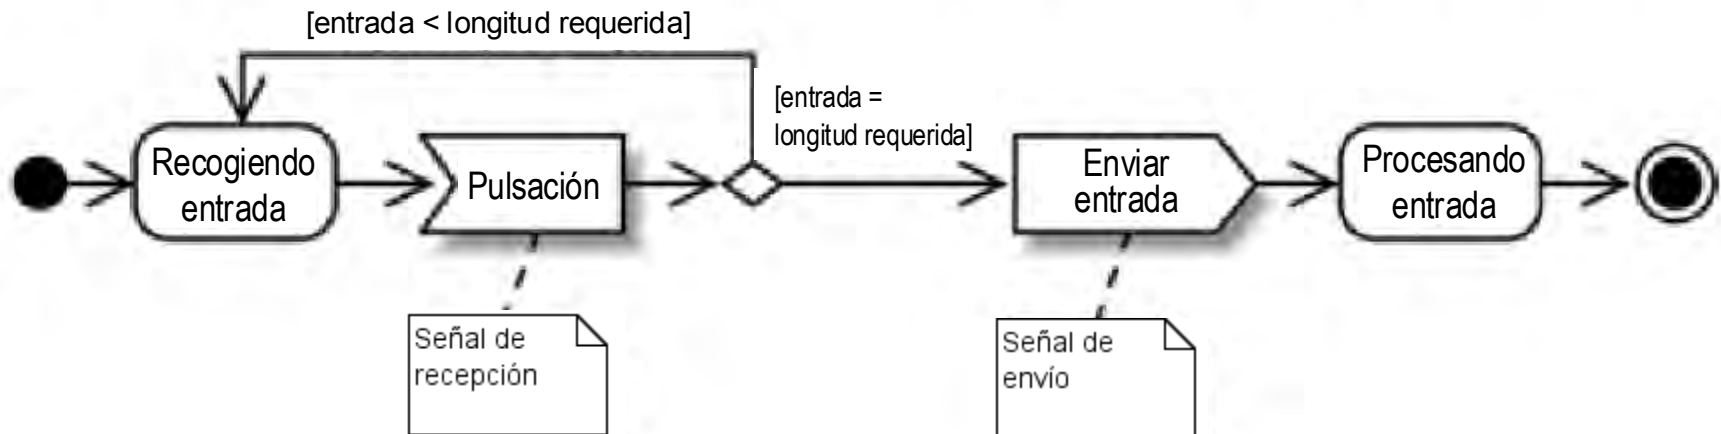 [entrada < longitud requerida]
[entrada =
longitud requerida]
Recogiendo
entrada
Pulsación
Enviar
entrada
Procesando
entrada
Señal de
recepción
Señal de
envío